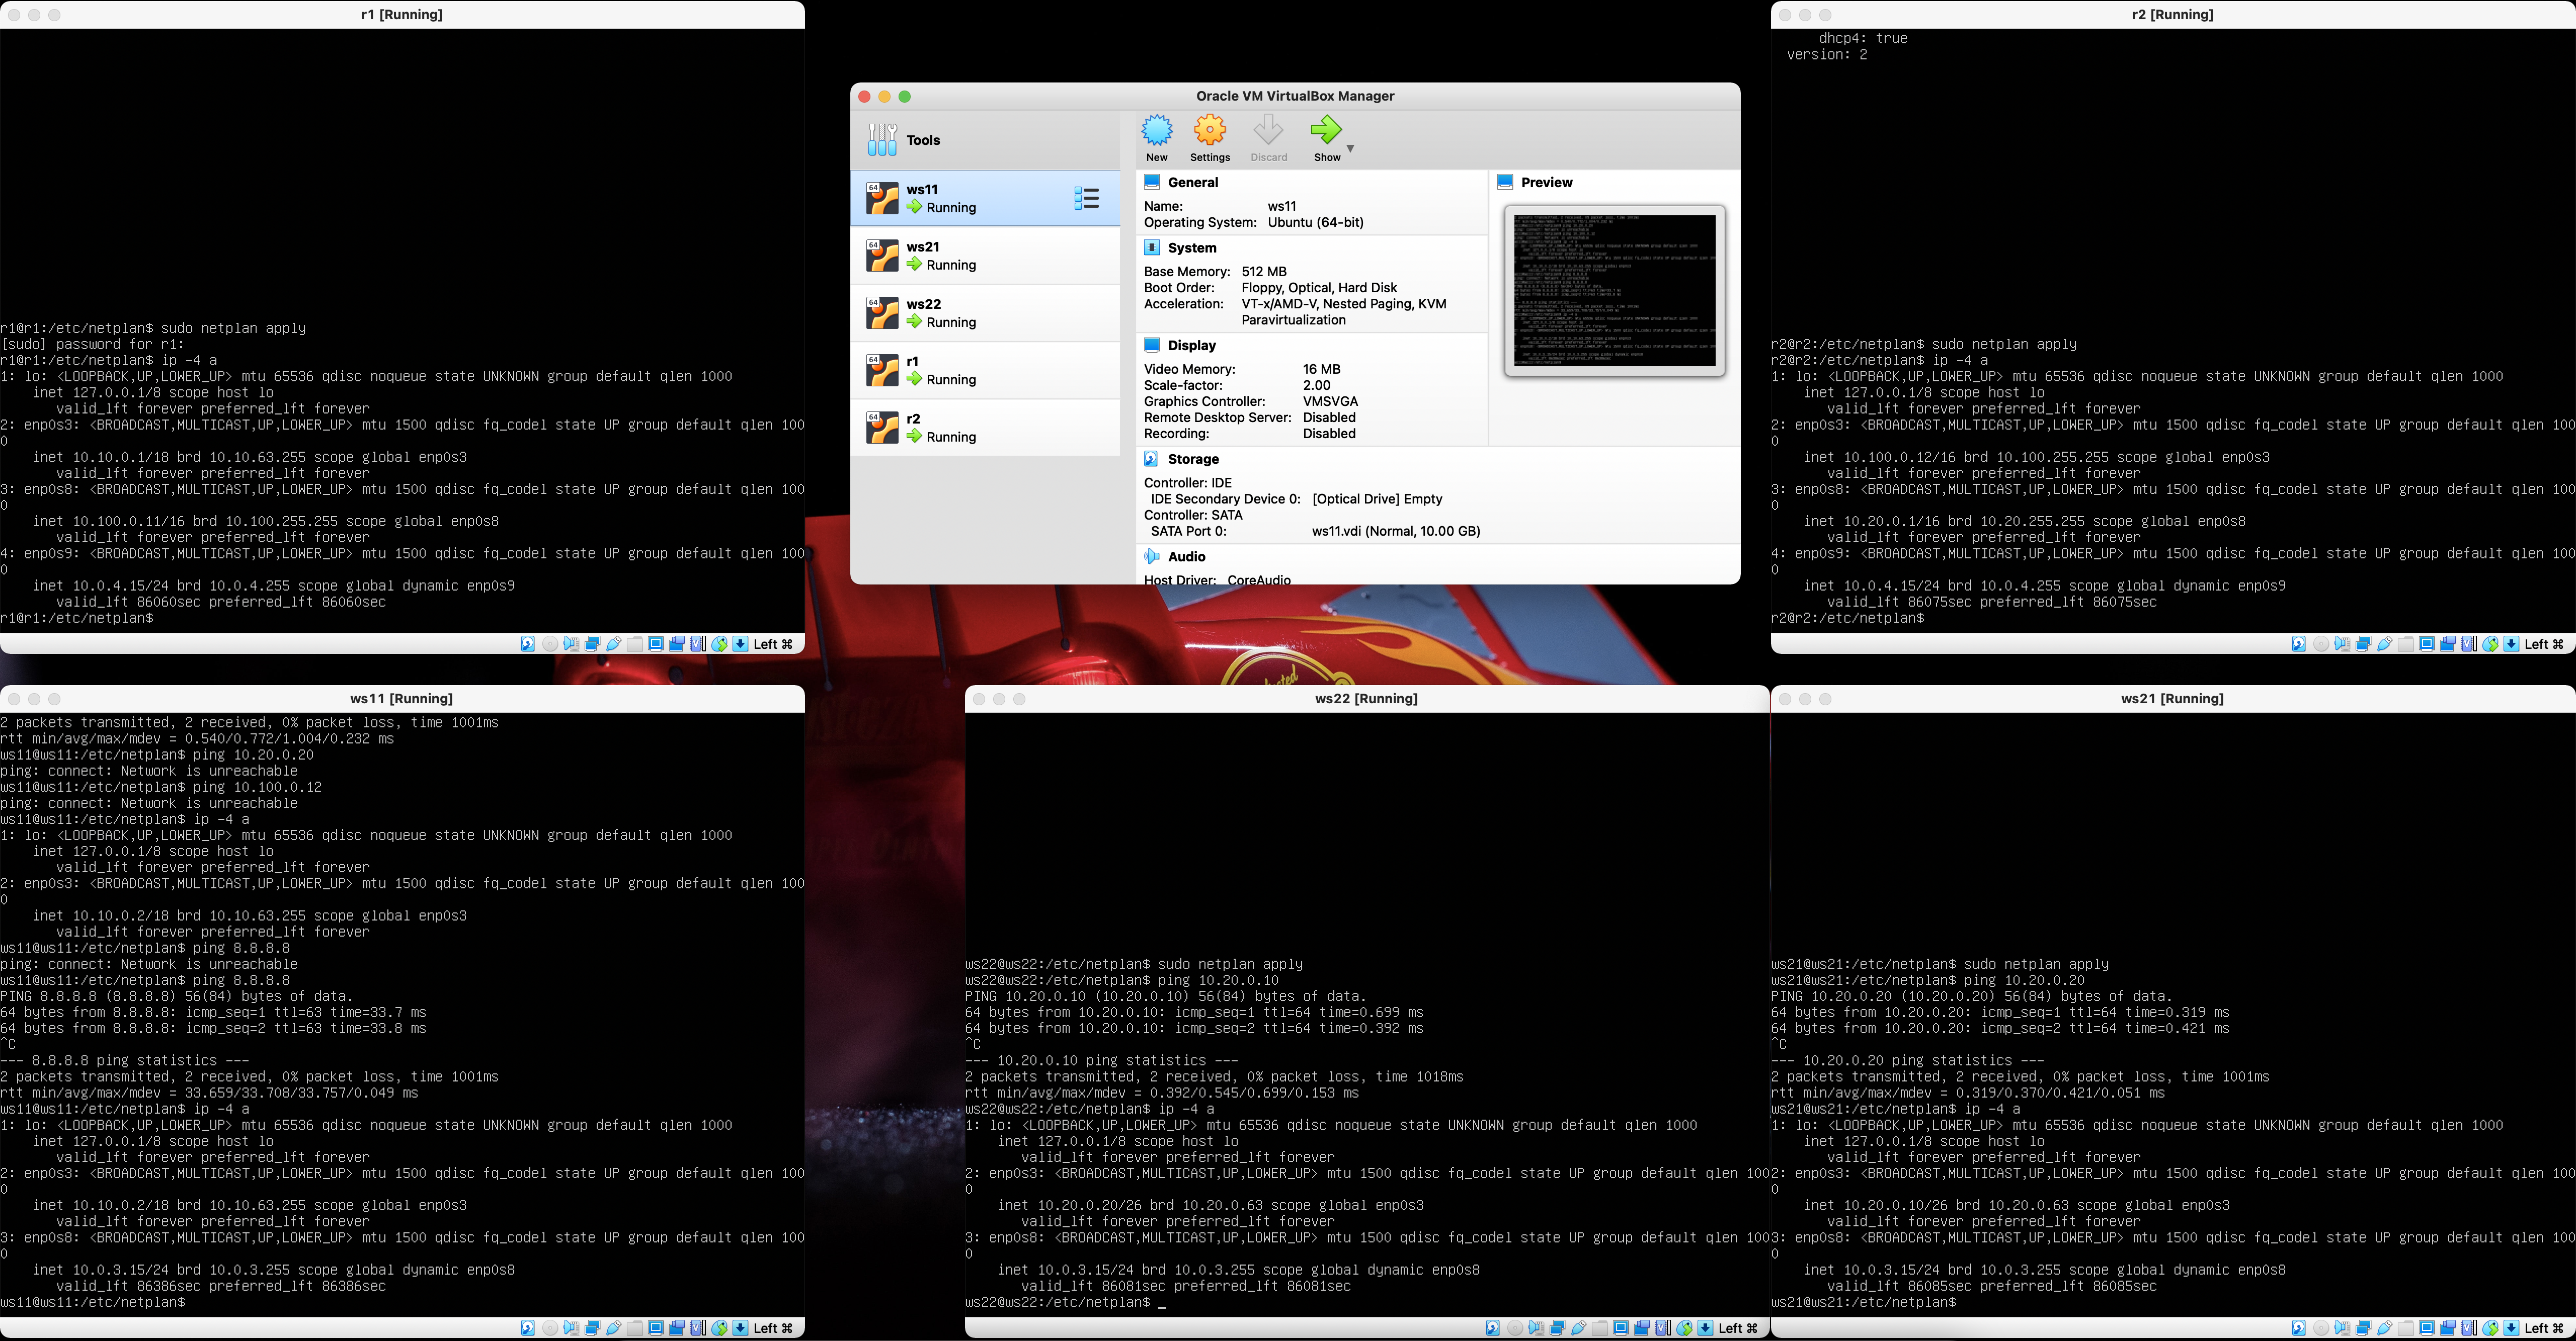 r1 [Running]
r1@r1:/etc/netplan$ sudo netplan apply
[sudo] password for r1:
r1@r1:/etc/netplan$ ip -4 a
1: lo: <LOOPBACK,UP,LOWER_UP> mtu 65536 qdisc noqueue state UNKNOWN group default qlen 1000
    inet 127.0.0.1/8 scope host lo
       valid_lft forever preferred_lft forever
2: enp0s3: <BROADCAST,MULTICAST,UP,LOWER_UP> mtu 1500 qdisc fq_codel state UP group default qlen 100
0
    inet 10.10.0.1/18 brd 10.10.63.255 scope global enp0s3
       valid_lft forever preferred_lft forever
3: enp0s8: <BROADCAST,MULTICAST,UP,LOWER_UP> mtu 1500 qdisc fq_codel state UP group default qlen 100
0
    inet 10.100.0.11/16 brd 10.100.255.255 scope global enp0s8
       valid_lft forever preferred_lft forever
4: enp0s9: <BROADCAST,MULTICAST,UP,LOWER_UP> mtu 1500 qdisc fq_codel state UP group default qlen 100
0
    inet 10.0.4.15/24 brd 10.0.4.255 scope global dynamic enp0s9
       valid_lft 86060sec preferred_lft 86060sec
r1@r1:/etc/netplan$
Left ⌘
Oracle VM VirtualBox Manager
Tools
New
Settings
Discard
Show
64
ws11
Running
64
ws21
Running
64
ws22
Running
64
r1
Running
64
r2
Running
General
Name: ws11
Operating System: Ubuntu (64-bit)
System
Base Memory: 512 MB
Boot Order: Floppy, Optical, Hard Disk
Acceleration: VT-x/AMD-V, Nested Paging, KVM
Paravirtualization
Display
Video Memory: 16 MB
Scale-factor: 2.00
Graphics Controller: VMSVGA
Remote Desktop Server: Disabled
Recording: Disabled
Storage
Controller: IDE
IDE Secondary Device 0: [Optical Drive] Empty
Controller: SATA
SATA Port 0: ws11.vdi (Normal, 10.00 GB)
Audio
Host Driver: CoreAudio
Preview
r2 [Running]
      dhcp4: true
  version: 2
r2@r2:/etc/netplan$ sudo netplan apply
r2@r2:/etc/netplan$ ip -4 a
1: lo: <LOOPBACK,UP,LOWER_UP> mtu 65536 qdisc noqueue state UNKNOWN group default qlen 1000
    inet 127.0.0.1/8 scope host lo
       valid_lft forever preferred_lft forever
2: enp0s3: <BROADCAST,MULTICAST,UP,LOWER_UP> mtu 1500 qdisc fq_codel state UP group default qlen 100
0
    inet 10.100.0.12/16 brd 10.100.255.255 scope global enp0s3
       valid_lft forever preferred_lft forever
3: enp0s8: <BROADCAST,MULTICAST,UP,LOWER_UP> mtu 1500 qdisc fq_codel state UP group default qlen 100
0
    inet 10.20.0.1/16 brd 10.20.255.255 scope global enp0s8
       valid_lft forever preferred_lft forever
4: enp0s9: <BROADCAST,MULTICAST,UP,LOWER_UP> mtu 1500 qdisc fq_codel state UP group default qlen 100
0
    inet 10.0.4.15/24 brd 10.0.4.255 scope global dynamic enp0s9
       valid_lft 86075sec preferred_lft 86075sec
r2@r2:/etc/netplan$
Left ⌘
ws11 [Running]
2 packets transmitted, 2 received, 0% packet loss, time 1001ms
rtt min/avg/max/mdev = 0.540/0.772/1.004/0.232 ms
ws11@ws11:/etc/netplan$ ping 10.20.0.20
ping: connect: Network is unreachable
ws11@ws11:/etc/netplan$ ping 10.100.0.12
ping: connect: Network is unreachable
ws11@ws11:/etc/netplan$ ip -4 a
1: lo: <LOOPBACK,UP,LOWER_UP> mtu 65536 qdisc noqueue state UNKNOWN group default qlen 1000
    inet 127.0.0.1/8 scope host lo
       valid_lft forever preferred_lft forever
2: enp0s3: <BROADCAST,MULTICAST,UP,LOWER_UP> mtu 1500 qdisc fq_codel state UP group default qlen 100
0
    inet 10.10.0.2/18 brd 10.10.63.255 scope global enp0s3
       valid_lft forever preferred_lft forever
ws11@ws11:/etc/netplan$ ping 8.8.8.8
ping: connect: Network is unreachable
ws11@ws11:/etc/netplan$ ping 8.8.8.8
PING 8.8.8.8 (8.8.8.8) 56(84) bytes of data.
64 bytes from 8.8.8.8: icmp_seq=1 ttl=63 time=33.7 ms
64 bytes from 8.8.8.8: icmp_seq=2 ttl=63 time=33.8 ms
^C
--- 8.8.8.8 ping statistics ---
2 packets transmitted, 2 received, 0% packet loss, time 1001ms
rtt min/avg/max/mdev = 33.659/33.708/33.757/0.049 ms
ws11@ws11:/etc/netplan$ ip -4 a
1: lo: <LOOPBACK,UP,LOWER_UP> mtu 65536 qdisc noqueue state UNKNOWN group default qlen 1000
    inet 127.0.0.1/8 scope host lo
       valid_lft forever preferred_lft forever
2: enp0s3: <BROADCAST,MULTICAST,UP,LOWER_UP> mtu 1500 qdisc fq_codel state UP group default qlen 100
0
    inet 10.10.0.2/18 brd 10.10.63.255 scope global enp0s3
       valid_lft forever preferred_lft forever
3: enp0s8: <BROADCAST,MULTICAST,UP,LOWER_UP> mtu 1500 qdisc fq_codel state UP group default qlen 100
0
    inet 10.0.3.15/24 brd 10.0.3.255 scope global dynamic enp0s8
       valid_lft 86386sec preferred_lft 86386sec
ws11@ws11:/etc/netplan$
Left ⌘
ws22 [Running]
ws22@ws22:/etc/netplan$ sudo netplan apply
ws22@ws22:/etc/netplan$ ping 10.20.0.10
PING 10.20.0.10 (10.20.0.10) 56(84) bytes of data.
64 bytes from 10.20.0.10: icmp_seq=1 ttl=64 time=0.699 ms
64 bytes from 10.20.0.10: icmp_seq=2 ttl=64 time=0.392 ms
^C
--- 10.20.0.10 ping statistics ---
2 packets transmitted, 2 received, 0% packet loss, time 1018ms
rtt min/avg/max/mdev = 0.392/0.545/0.699/0.153 ms
ws22@ws22:/etc/netplan$ ip -4 a
1: lo: <LOOPBACK,UP,LOWER_UP> mtu 65536 qdisc noqueue state UNKNOWN group default qlen 1000
    inet 127.0.0.1/8 scope host lo
       valid_lft forever preferred_lft forever
2: enp0s3: <BROADCAST,MULTICAST,UP,LOWER_UP> mtu 1500 qdisc fq_codel state UP group default qlen 100
0
    inet 10.20.0.20/26 brd 10.20.0.63 scope global enp0s3
       valid_lft forever preferred_lft forever
3: enp0s8: <BROADCAST,MULTICAST,UP,LOWER_UP> mtu 1500 qdisc fq_codel state UP group default qlen 100
0
    inet 10.0.3.15/24 brd 10.0.3.255 scope global dynamic enp0s8
       valid_lft 86081sec preferred_lft 86081sec
ws22@ws22:/etc/netplan$ _
Left ⌘
ws21 [Running]
ws21@ws21:/etc/netplan$ sudo netplan apply
ws21@ws21:/etc/netplan$ ping 10.20.0.20
PING 10.20.0.20 (10.20.0.20) 56(84) bytes of data.
64 bytes from 10.20.0.20: icmp_seq=1 ttl=64 time=0.319 ms
64 bytes from 10.20.0.20: icmp_seq=2 ttl=64 time=0.421 ms
^C
--- 10.20.0.20 ping statistics ---
2 packets transmitted, 2 received, 0% packet loss, time 1001ms
rtt min/avg/max/mdev = 0.319/0.370/0.421/0.051 ms
ws21@ws21:/etc/netplan$ ip -4 a
1: lo: <LOOPBACK,UP,LOWER_UP> mtu 65536 qdisc noqueue state UNKNOWN group default qlen 1000
    inet 127.0.0.1/8 scope host lo
       valid_lft forever preferred_lft forever
2: enp0s3: <BROADCAST,MULTICAST,UP,LOWER_UP> mtu 1500 qdisc fq_codel state UP group default qlen 100
0
    inet 10.20.0.10/26 brd 10.20.0.63 scope global enp0s3
       valid_lft forever preferred_lft forever
3: enp0s8: <BROADCAST,MULTICAST,UP,LOWER_UP> mtu 1500 qdisc fq_codel state UP group default qlen 100
0
    inet 10.0.3.15/24 brd 10.0.3.255 scope global dynamic enp0s8
       valid_lft 86085sec preferred_lft 86085sec
ws21@ws21:/etc/netplan$
Left ⌘